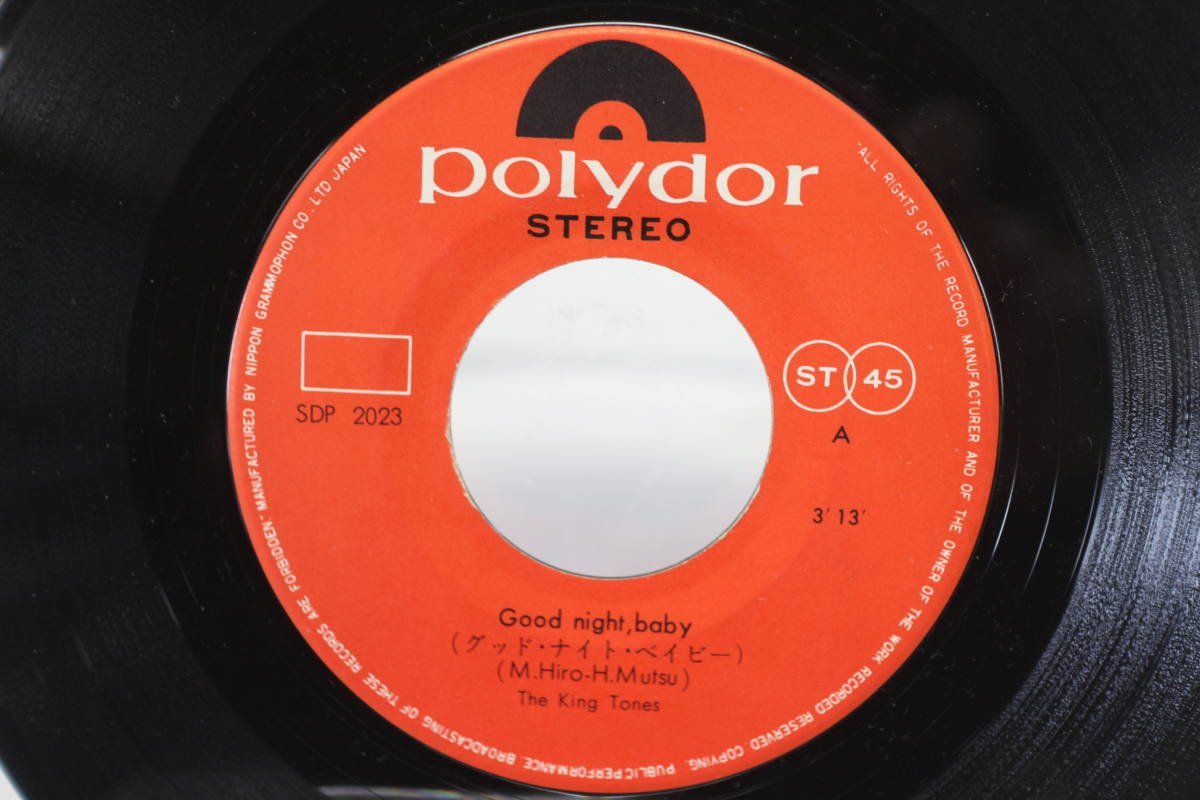 polydor
STEREO
SDP 2023
ST 45
A
3' 13'
Good night,baby
(グッド・ナイト・ベイビー)
(M.Hiro-H.Mutsu)
The King Tones
·ALL RIGHTS OF THE RECORD MANUFACTURER AND OF THE OWNER OF THE WORK RECORDED RESERVED. COPYING, PUBLIC PERFORMANCE, BROADCASTING OF THESE RECORDS ARE FORBIDDEN·MANUFACTURED BY NIPPON GRAMMOPHON CO. LTD JAPAN